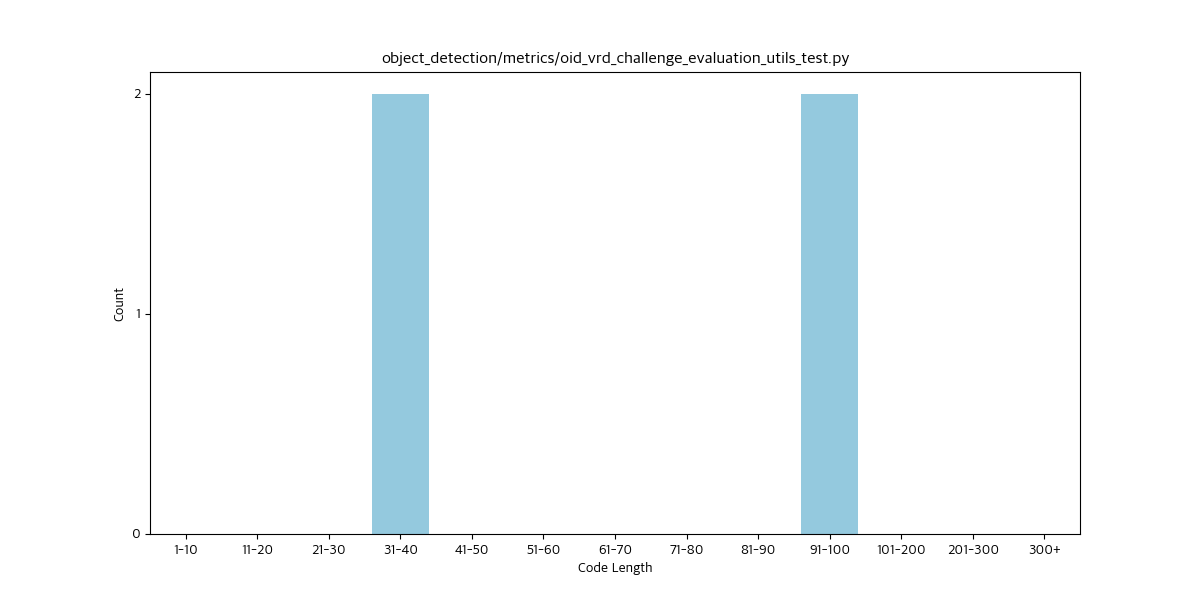 object_detection/metrics/oid_vrd_challenge_evaluation_utils_test.py
2
1
0
Count
1-10 11-20 21-30 31-40 41-50 51-60 61-70 71-80 81-90 91-100 101-200 201-300 300+
Code Length